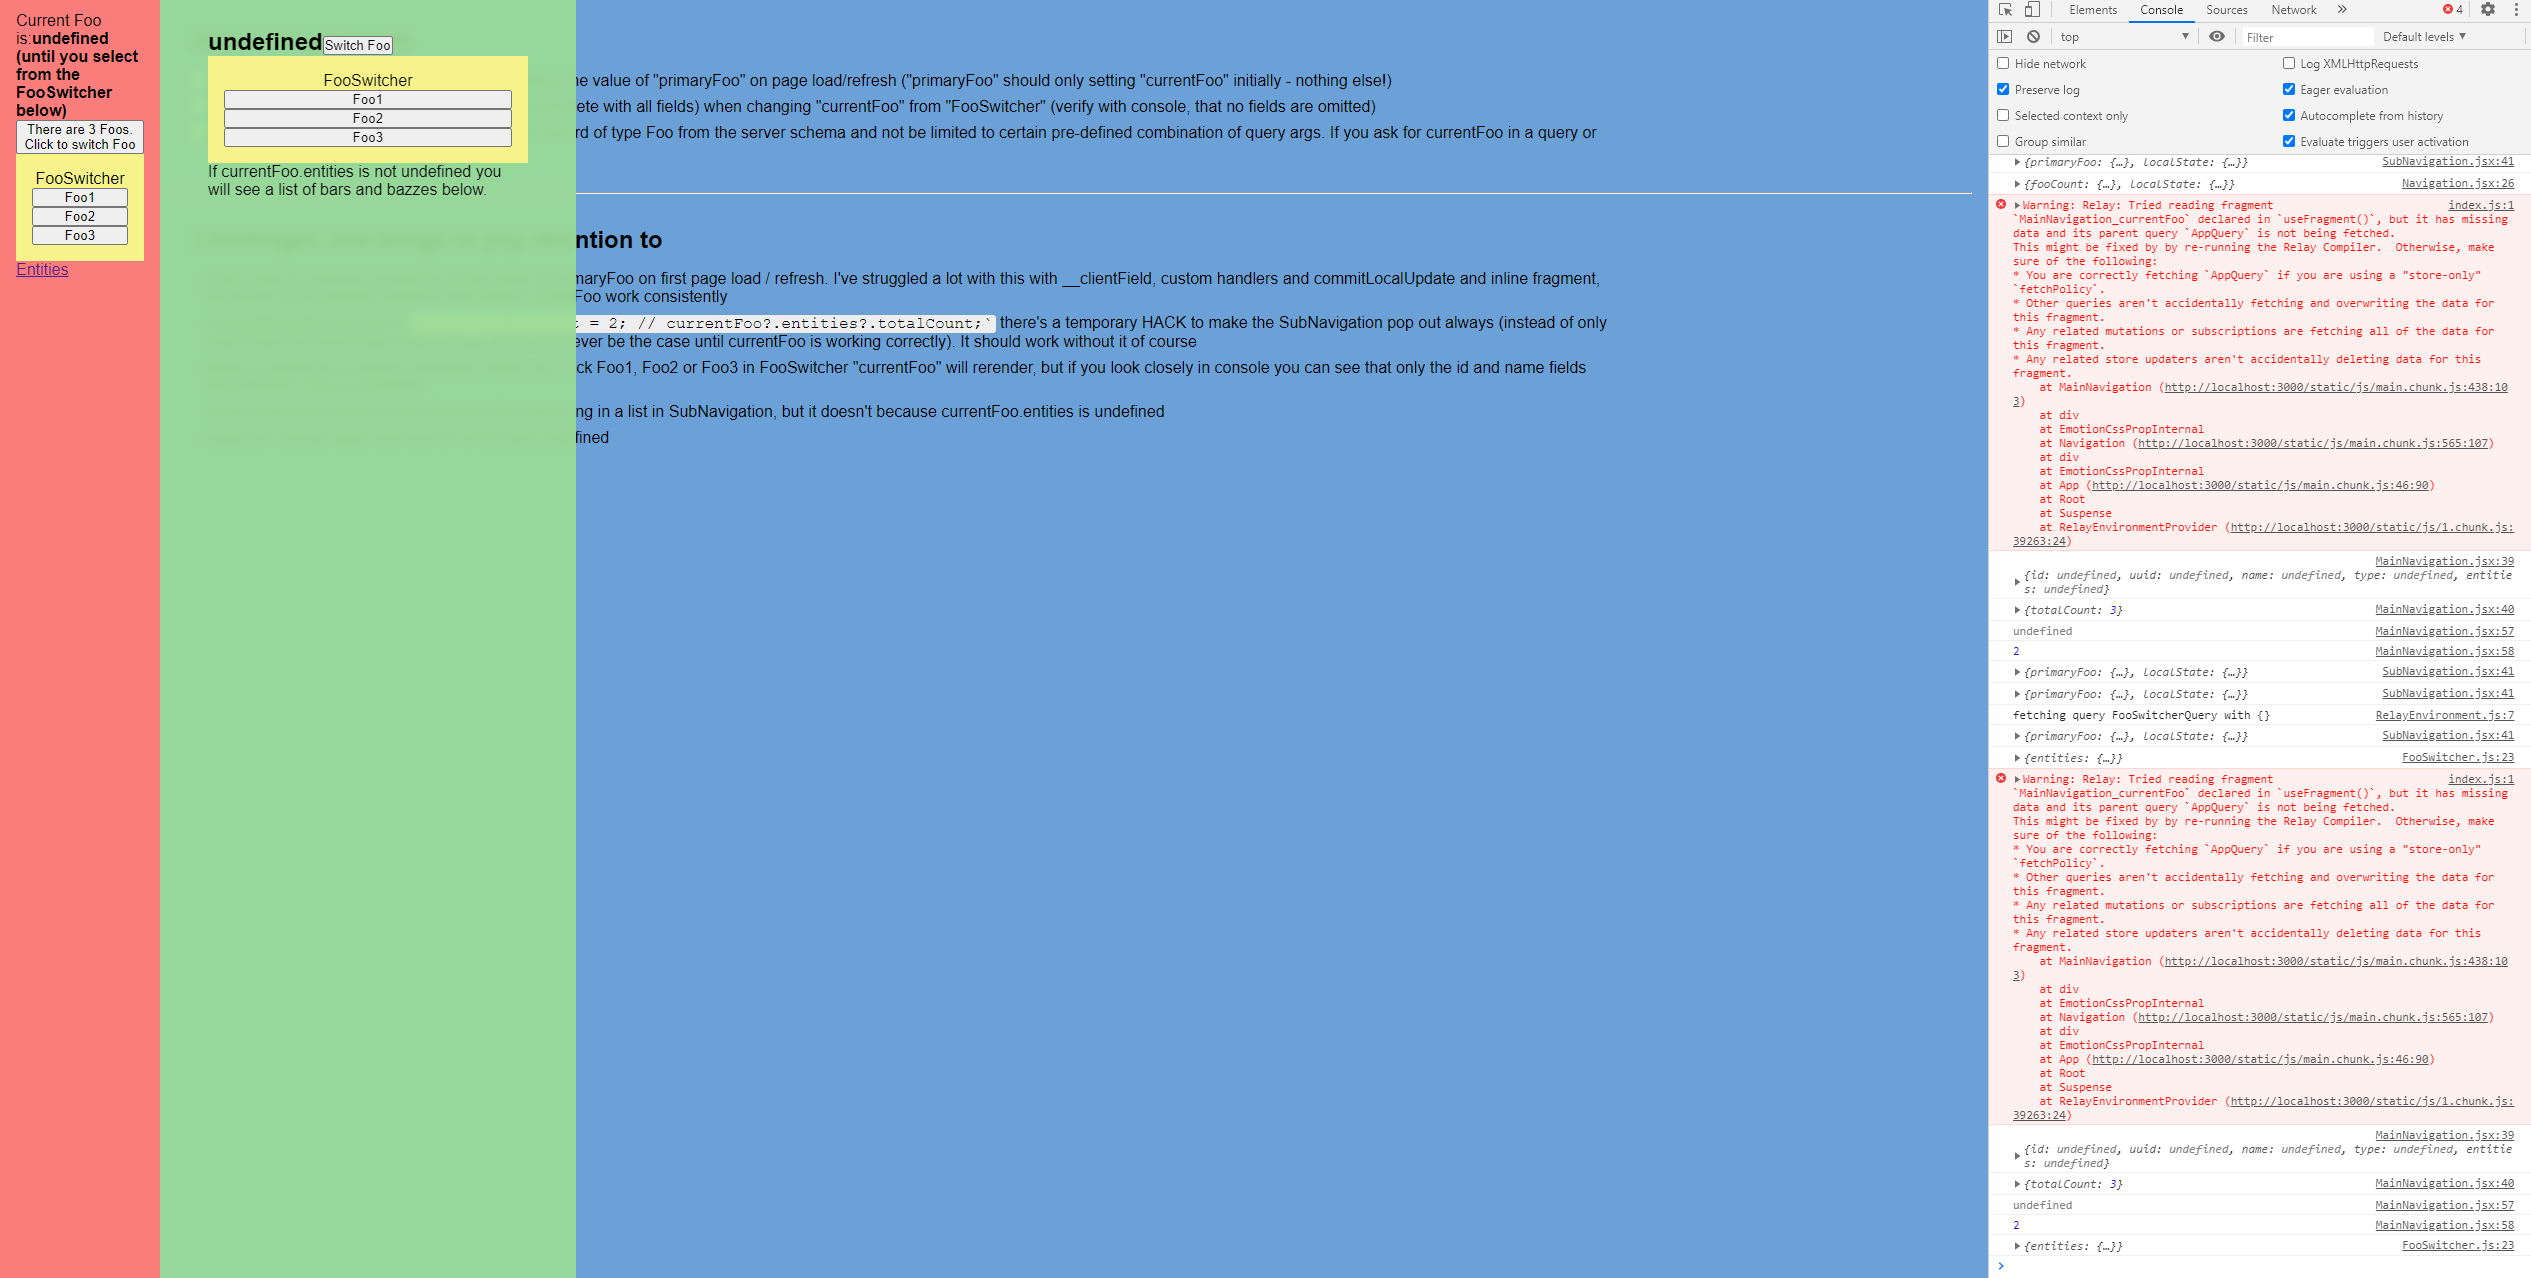 Current Foo
is:undefined
(until you select
from the
FooSwitcher
below)
There are 3 Foos.
Click to switch Foo
FooSwitcher
Foo1
Foo2
Foo3
Entities
undefined Switch Foo
FooSwitcher
Foo1
Foo2
Foo3
If currentFoo.entities is not undefined you
will see a list of bars and bazzes below.
ne value of "primaryFoo" on page load/refresh ("primaryFoo" should only setting "currentFoo" initially - nothing else!)
ete with all fields) when changing "currentFoo" from "FooSwitcher" (verify with console, that no fields are omitted)
rd of type Foo from the server schema and not be limited to certain pre-defined combination of query args. If you ask for currentFoo in a query or
ntion to
maryFoo on first page load / refresh. I've struggled a lot with this with __clientField, custom handlers and commitLocalUpdate and inline fragment,
Foo work consistently
t = 2; // currentFoo?.entities?.totalCount;` there's a temporary HACK to make the SubNavigation pop out always (instead of only
ever be the case until currentFoo is working correctly). It should work without it of course
ck Foo1, Foo2 or Foo3 in FooSwitcher "currentFoo" will rerender, but if you look closely in console you can see that only the id and name fields
ng in a list in SubNavigation, but it doesn't because currentFoo.entities is undefined
fined
Elements Console Sources Network » 4
top Filter Default levels
Hide network Log XMLHttpRequests
Preserve log Eager evaluation
Selected context only Autocomplete from history
Group similar Evaluate triggers user activation
{primaryFoo: {…}, localState: {…}} SubNavigation.jsx:41
{fooCount: {…}, localState: {…}} Navigation.jsx:26
Warning: Relay: Tried reading fragment index.js:1
`MainNavigation_currentFoo` declared in `useFragment()`, but it has missing
data and its parent query `AppQuery` is not being fetched.
This might be fixed by by re-running the Relay Compiler.  Otherwise, make
sure of the following:
* You are correctly fetching `AppQuery` if you are using a "store-only"
`fetchPolicy`.
* Other queries aren't accidentally fetching and overwriting the data for
this fragment.
* Any related mutations or subscriptions are fetching all of the data for
this fragment.
* Any related store updaters aren't accidentally deleting data for this
fragment.
at MainNavigation (http://localhost:3000/static/js/main.chunk.js:438:10
3)
at div
at EmotionCssPropInternal
at Navigation (http://localhost:3000/static/js/main.chunk.js:565:107)
at div
at EmotionCssPropInternal
at App (http://localhost:3000/static/js/main.chunk.js:46:90)
at Root
at Suspense
at RelayEnvironmentProvider (http://localhost:3000/static/js/1.chunk.js:
39263:24)
MainNavigation.jsx:39
{id: undefined, uuid: undefined, name: undefined, type: undefined, entitie
s: undefined}
{totalCount: 3} MainNavigation.jsx:40
undefined MainNavigation.jsx:57
2 MainNavigation.jsx:58
{primaryFoo: {…}, localState: {…}} SubNavigation.jsx:41
{primaryFoo: {…}, localState: {…}} SubNavigation.jsx:41
fetching query FooSwitcherQuery with {} RelayEnvironment.js:7
{primaryFoo: {…}, localState: {…}} SubNavigation.jsx:41
{entities: {…}} FooSwitcher.js:23
Warning: Relay: Tried reading fragment index.js:1
`MainNavigation_currentFoo` declared in `useFragment()`, but it has missing
data and its parent query `AppQuery` is not being fetched.
This might be fixed by by re-running the Relay Compiler.  Otherwise, make
sure of the following:
* You are correctly fetching `AppQuery` if you are using a "store-only"
`fetchPolicy`.
* Other queries aren't accidentally fetching and overwriting the data for
this fragment.
* Any related mutations or subscriptions are fetching all of the data for
this fragment.
* Any related store updaters aren't accidentally deleting data for this
fragment.
at MainNavigation (http://localhost:3000/static/js/main.chunk.js:438:10
3)
at div
at EmotionCssPropInternal
at Navigation (http://localhost:3000/static/js/main.chunk.js:565:107)
at div
at EmotionCssPropInternal
at App (http://localhost:3000/static/js/main.chunk.js:46:90)
at Root
at Suspense
at RelayEnvironmentProvider (http://localhost:3000/static/js/1.chunk.js:
39263:24)
MainNavigation.jsx:39
{id: undefined, uuid: undefined, name: undefined, type: undefined, entitie
s: undefined}
{totalCount: 3} MainNavigation.jsx:40
undefined MainNavigation.jsx:57
2 MainNavigation.jsx:58
{entities: {…}} FooSwitcher.js:23